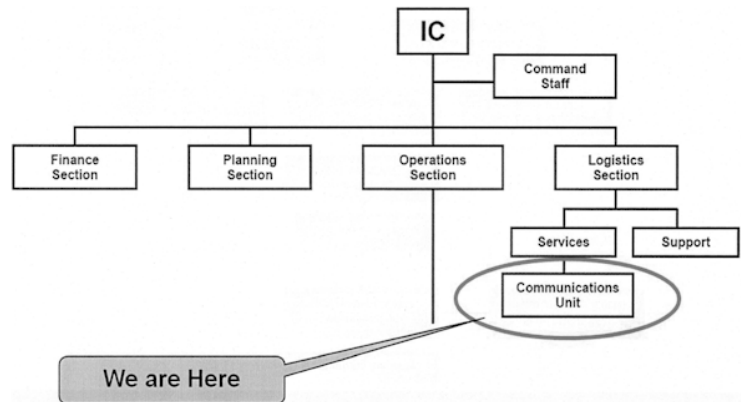 IC
Command
Staff
Finance
Section
Planning
Section
Operations
Section
Logistics
Section
Services
Support
Communications
Unit
We are Here